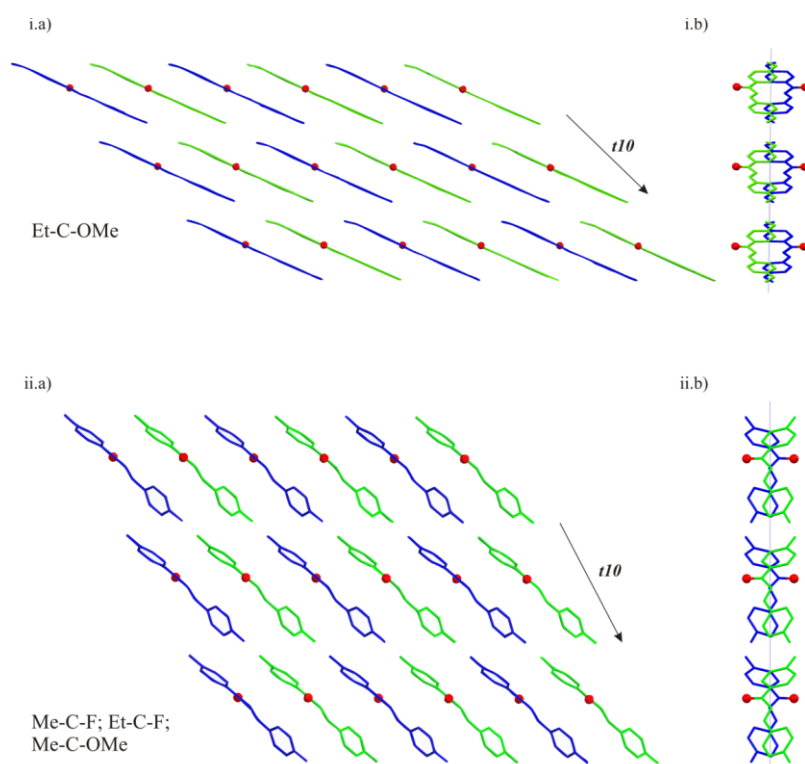 i.a)
i.b)
t10
Et-C-OMe
ii.a)
ii.b)
t10
Me-C-F; Et-C-F;
Me-C-OMe